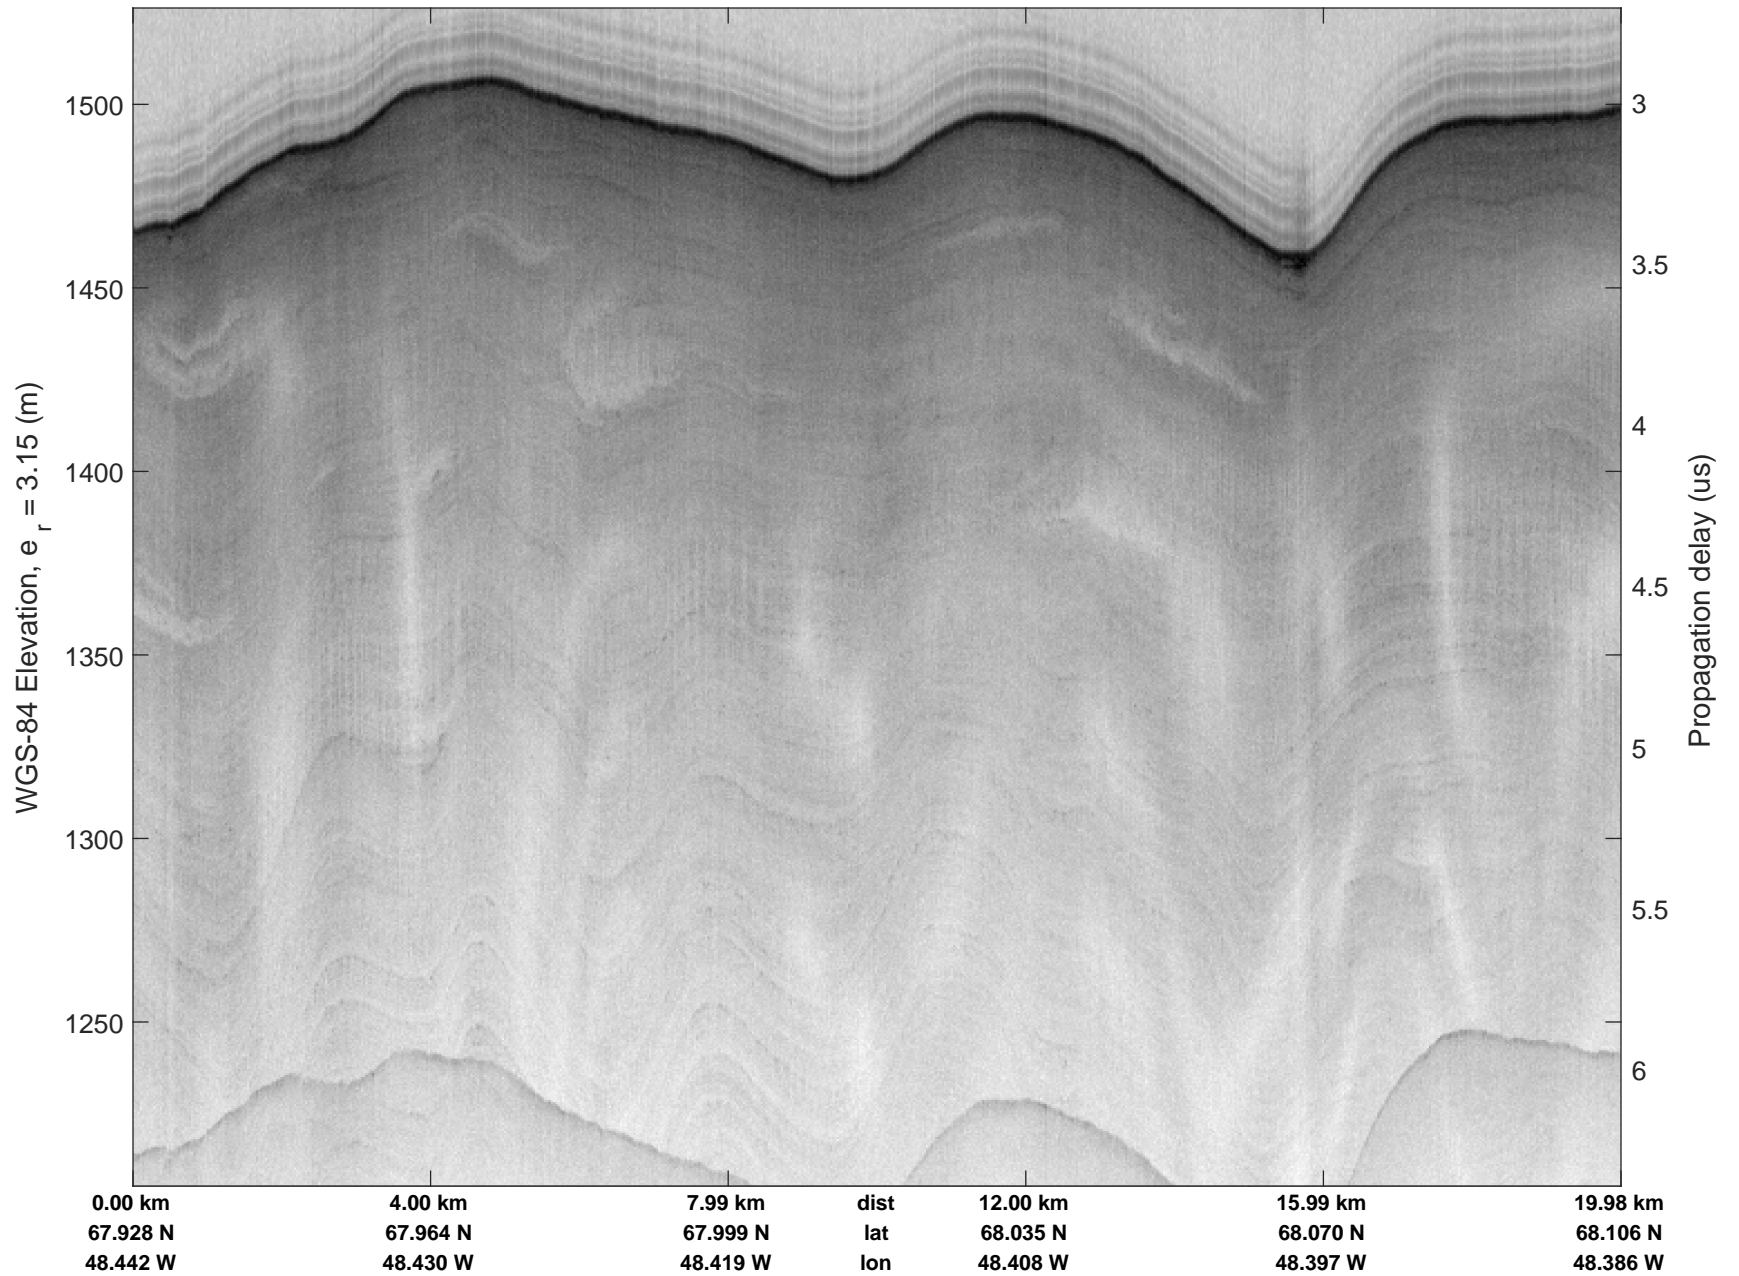 1500
1450
1400
1350
1300
1250
WGS-84 Elevation, e r = 3.15 (m)
3
3.5
4
4.5
5
5.5
6
Propagation delay (us)
0.00 km 4.00 km 7.99 km dist 12.00 km 15.99 km 19.98 km
67.928 N 67.964 N 67.999 N lat 68.035 N 68.070 N 68.106 N
48.442 W 48.430 W 48.419 W lon 48.408 W 48.397 W 48.386 W